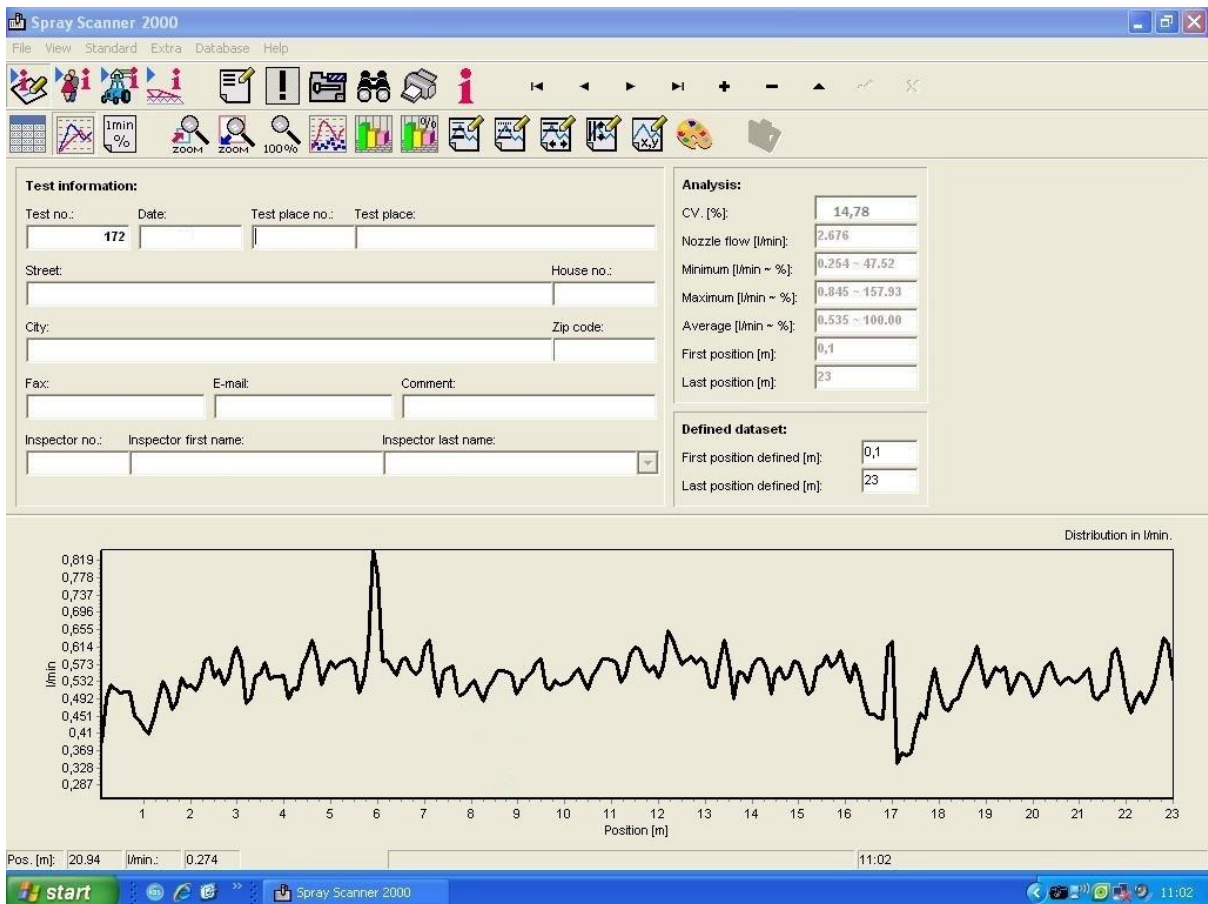 Spray Scanner 2000
File View Standard Extra Database Help
i i i ! i
1min % ZOOM ZOOM 100% % x,y
Test information:
Test no.: Date: Test place no.: Test place:
172
Street: House no.:
City: Zip code:
Fax: E-mail: Comment:
Inspector no.: Inspector first name: Inspector last name:
Analysis:
CV. [%]: 14,78
Nozzle flow [l/min]: 2.676
Minimum [l/min ~ %]: 0.254 ~ 47.52
Maximum [l/min ~ %]: 0.845 ~ 157.93
Average [l/min ~ %]: 0.535 ~ 100.00
First position [m]: 0,1
Last position [m]: 23
Defined dataset:
First position defined [m]: 0,1
Last position defined [m]: 23
Distribution in l/min.
0,819
0,778
0,737
0,696
0,655
0,614
0,573
0,532
0,492
0,451
0,41
0,369
0,328
0,287
l/min
1 2 3 4 5 6 7 8 9 10 11 12 13 14 15 16 17 18 19 20 21 22 23
Position [m]
Pos. [m]: 20.94 l/min.: 0.274 11:02
start Spray Scanner 2000 11:02